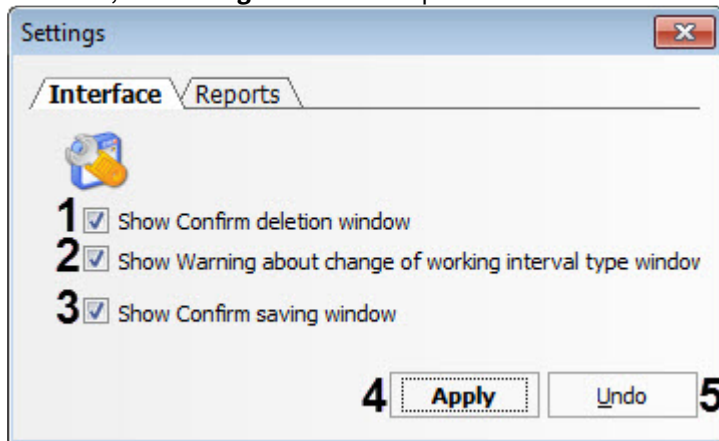 Settings
Interface Reports
1 Show Confirm deletion window
2 Show Warning about change of working interval type window
3 Show Confirm saving window
4 Apply Undo 5